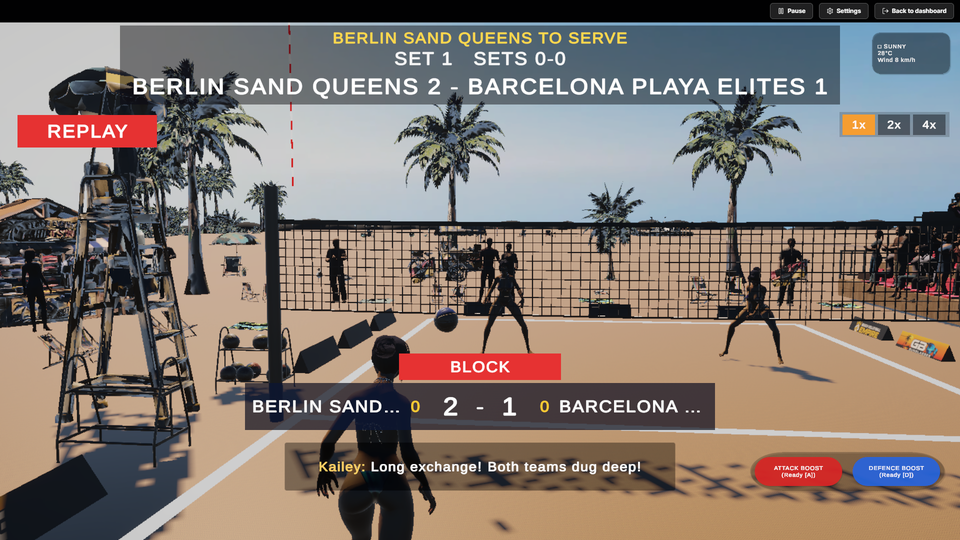 Pause
Settings
Back to dashboard
BERLIN SAND QUEENS TO SERVE
SET 1 SETS 0-0
BERLIN SAND QUEENS 2 - BARCELONA PLAYA ELITES 1
SUNNY
28°C
Wind 8 km/h
REPLAY
1x
2x
4x
BLOCK
BERLIN SAND... 0 2 - 1 0 BARCELONA ...
Kailey: Long exchange! Both teams dug deep!
ATTACK BOOST
(Ready [A])
DEFENCE BOOST
(Ready [D])